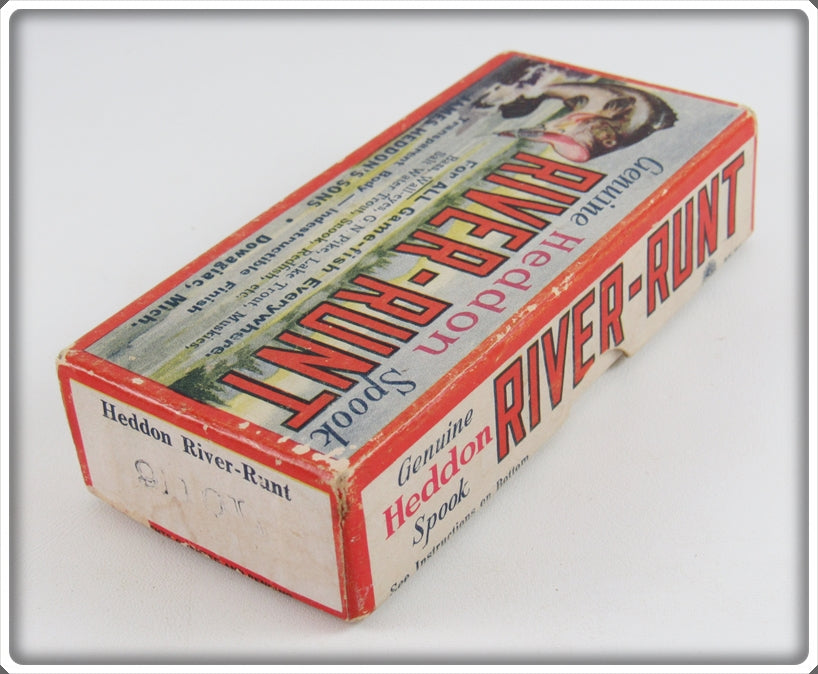 Genuine Heddon Spook
RIVER-RUNT
For ALL Game-fish Everywhere.
Bass, Wall-eyes, G N Pike, Lake Trout, Muskies,
Salt Water Trout, Snook, Redfish, etc.
Transparent Body — Indestructible Finish
JAMES HEDDON'S SONS • Dowagiac, Mich.
Genuine
Heddon
Spook
RIVER-RUNT
See Instructions on Bottom
Heddon River-Runt